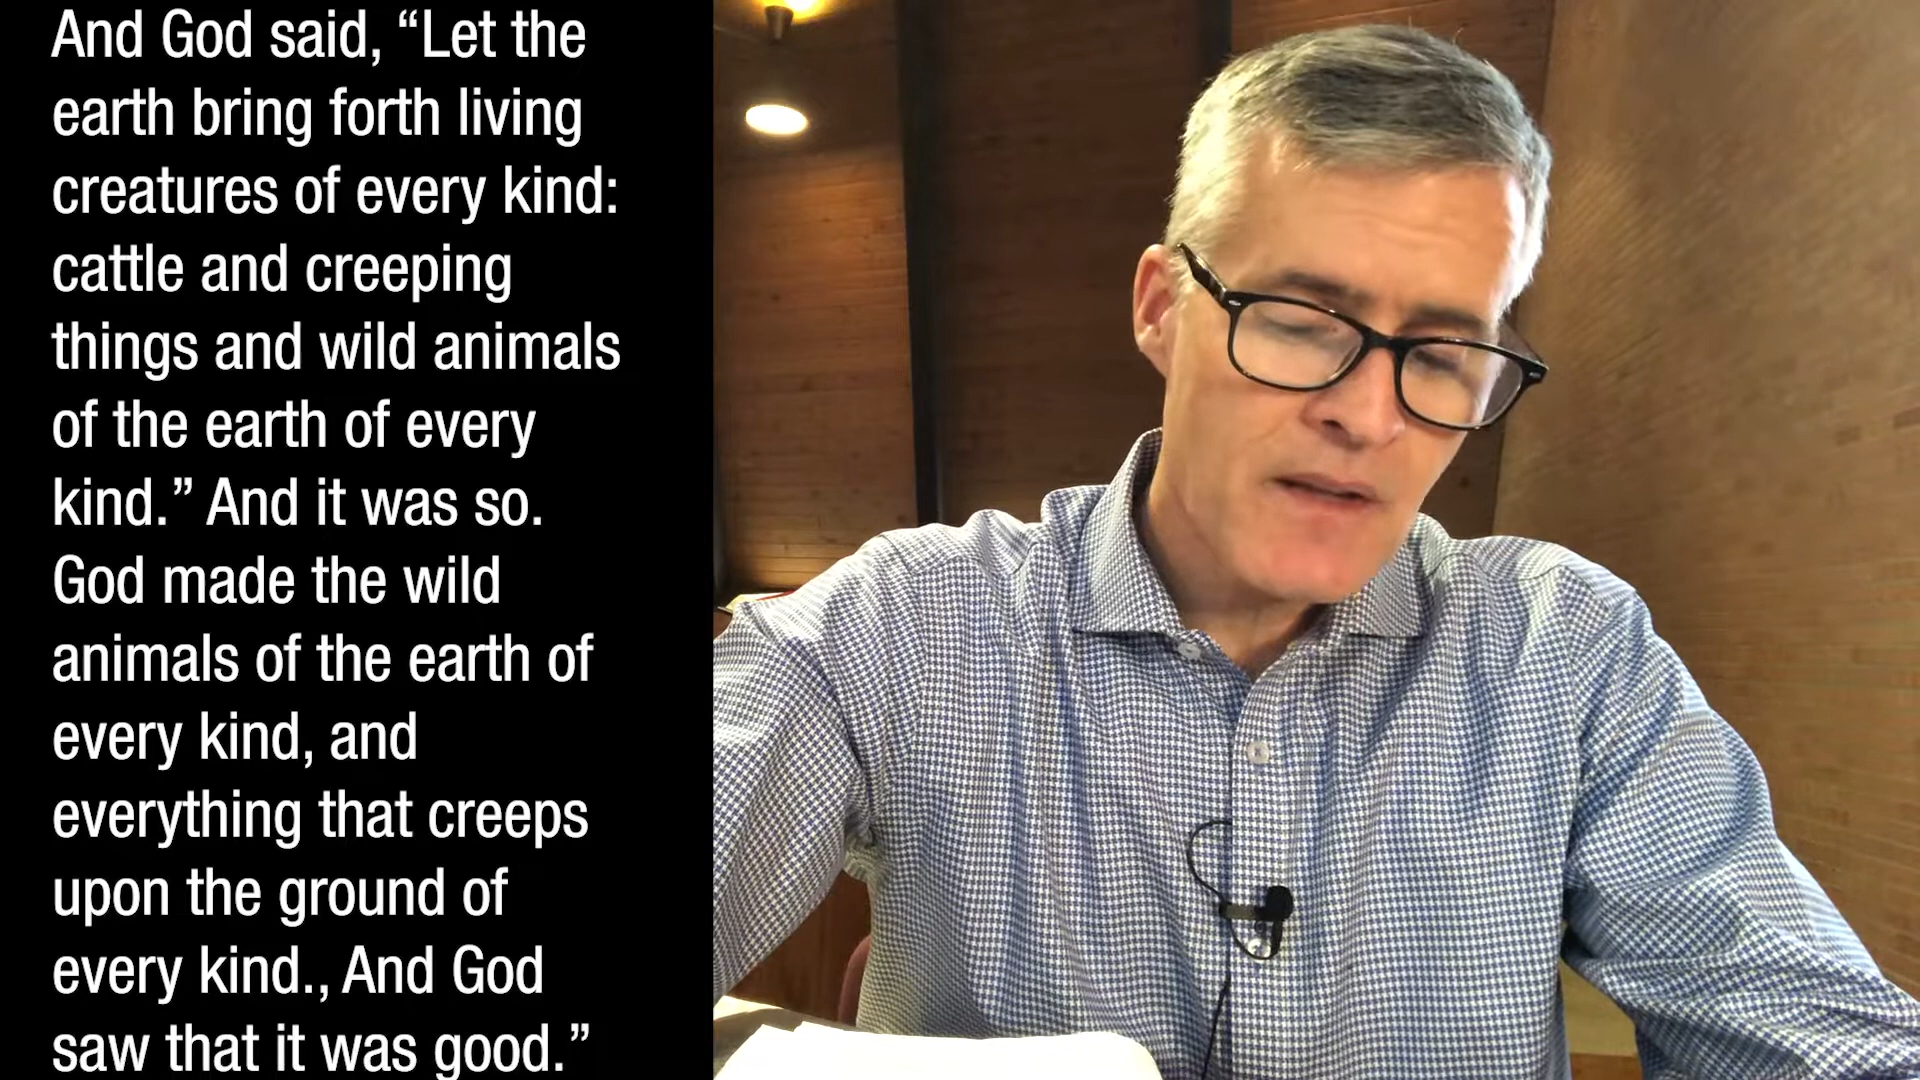 And God said, “Let the
earth bring forth living
creatures of every kind:
cattle and creeping
things and wild animals
of the earth of every
kind.” And it was so.
God made the wild
animals of the earth of
every kind, and
everything that creeps
upon the ground of
every kind., And God
saw that it was good.”